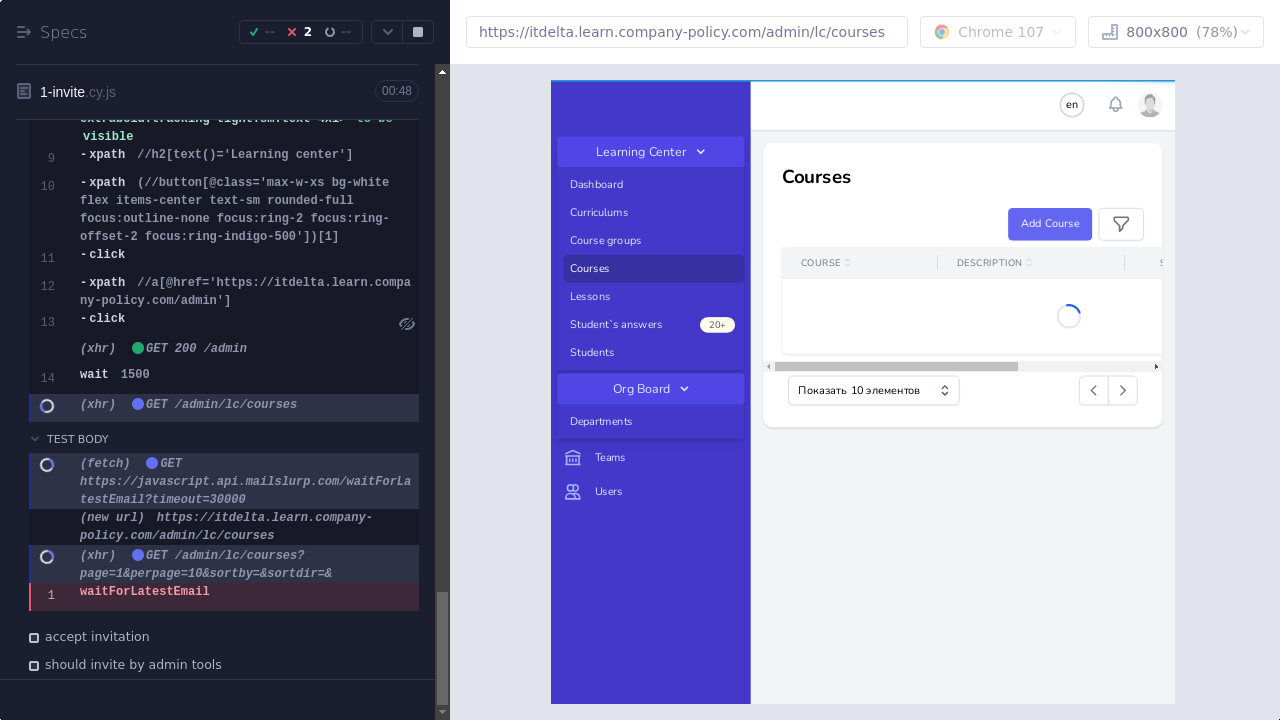 Specs
-- 2 --
https://itdelta.learn.company-policy.com/admin/lc/courses
Chrome 107
800x800 (78%)
1-invite.cy.js
00:48
visible
9 -xpath //h2[text()='Learning center']
10 -xpath (//button[@class='max-w-xs bg-white
flex items-center text-sm rounded-full
focus:outline-none focus:ring-2 focus:ring-
offset-2 focus:ring-indigo-500'])[1]
11 -click
12 -xpath //a[@href='https://itdelta.learn.compa
ny-policy.com/admin']
13 -click
(xhr) GET 200 /admin
14 wait 1500
(xhr) GET /admin/lc/courses
TEST BODY
(fetch) GET
https://javascript.api.mailslurp.com/waitForLa
testEmail?timeout=30000
(new url) https://itdelta.learn.company-
policy.com/admin/lc/courses
(xhr) GET /admin/lc/courses?
page=1&perpage=10&sortby=&sortdir=&
1 waitForLatestEmail
accept invitation
should invite by admin tools
en
Learning Center
Dashboard
Curriculums
Course groups
Courses
Lessons
Student`s answers 20+
Students
Org Board
Departments
Teams
Users
Courses
Add Course
COURSE DESCRIPTION S
Показать 10 элементов